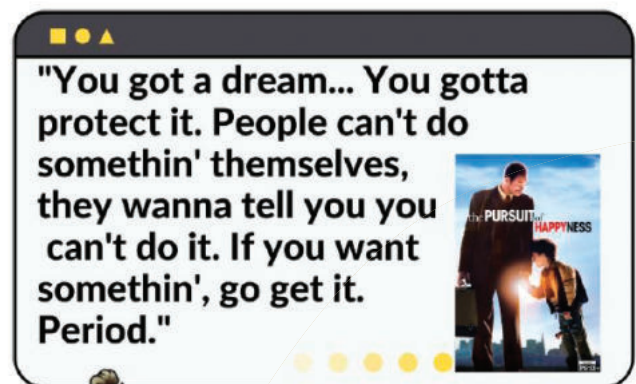 "You got a dream... You gotta
protect it. People can't do
somethin' themselves,
they wanna tell you you
can't do it. If you want
somethin', go get it.
Period."
the PURSUIT of
HAPPYNESS